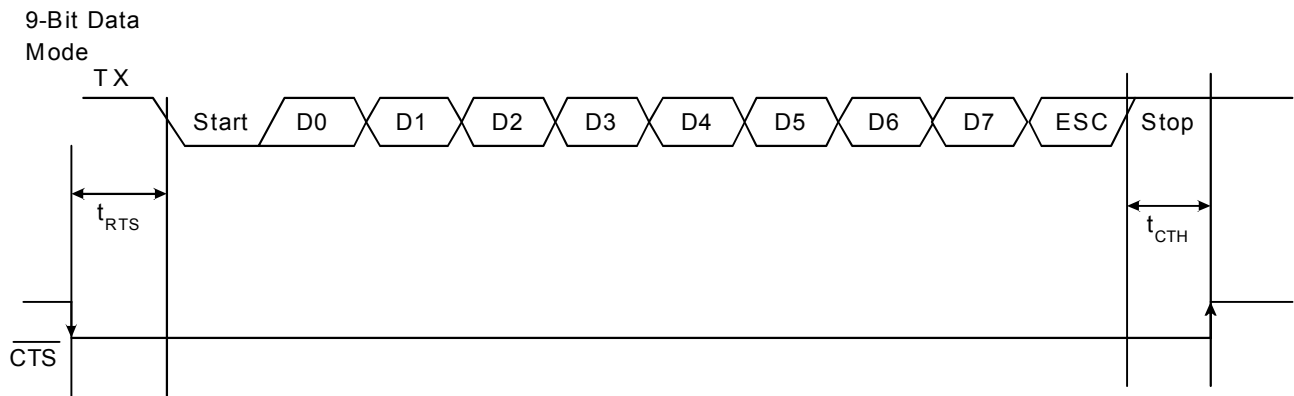 9-Bit Data
Mode
TX
Start D0 D1 D2 D3 D4 D5 D6 D7 ESC Stop
tRTS
tCTH
CTS